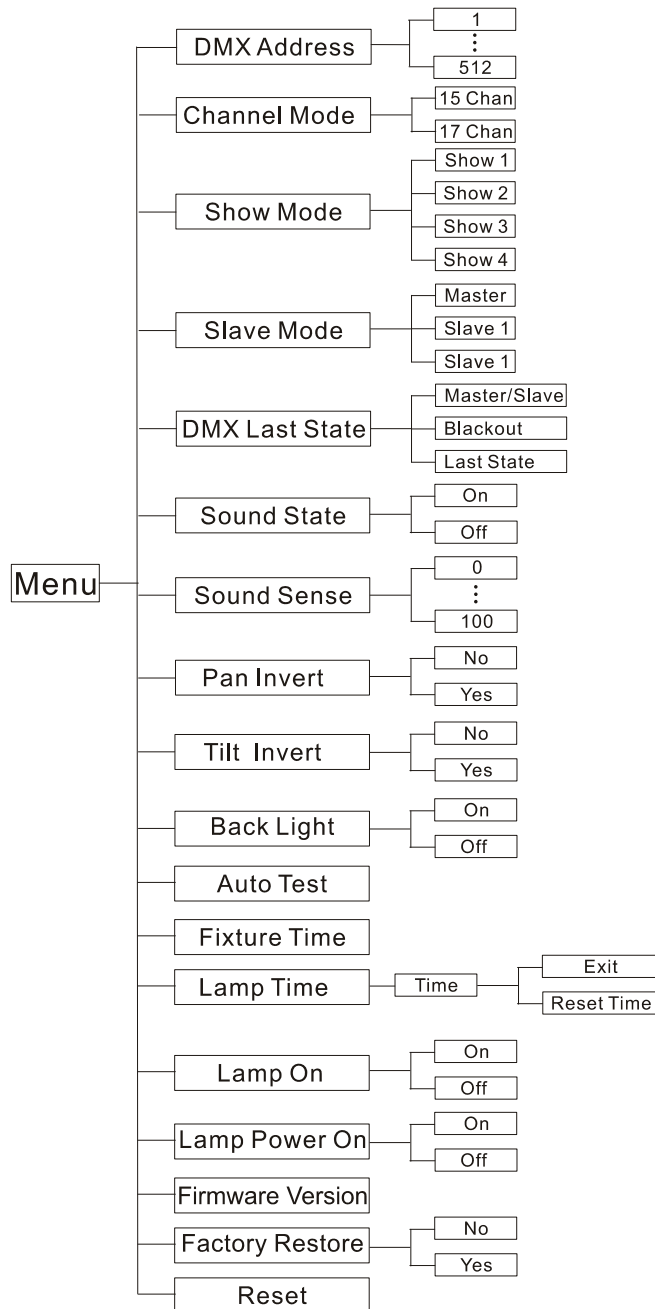 Menu
DMX Address
1
512
Channel Mode
15 Chan
17 Chan
Show Mode
Show 1
Show 2
Show 3
Show 4
Slave Mode
Master
Slave 1
Slave 1
DMX Last State
Master/Slave
Blackout
Last State
Sound State
On
Off
Sound Sense
0
100
Pan Invert
No
Yes
Tilt Invert
No
Yes
Back Light
On
Off
Auto Test
Fixture Time
Lamp Time
Time
Exit
Reset Time
Lamp On
On
Off
Lamp Power On
On
Off
Firmware Version
Factory Restore
No
Yes
Reset